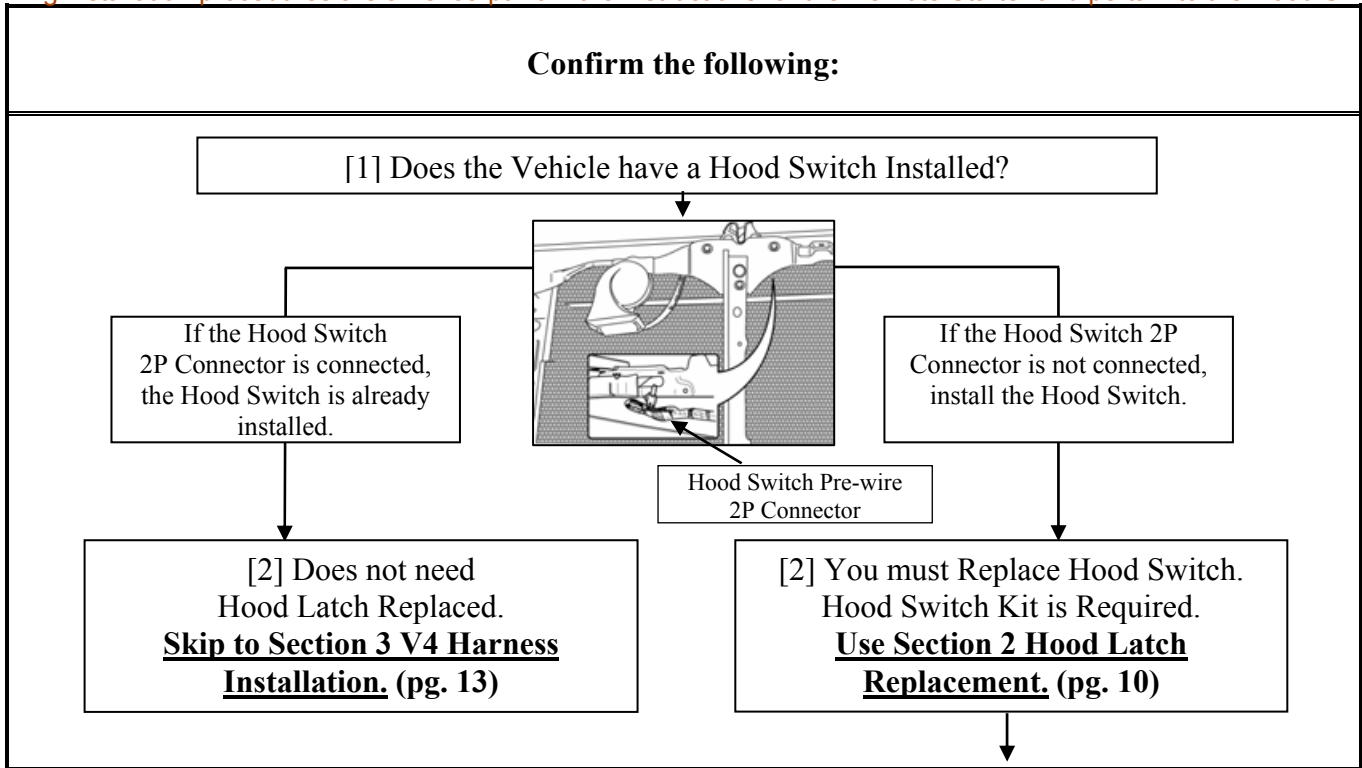 Confirm the following:
[1] Does the Vehicle have a Hood Switch Installed?
If the Hood Switch
2P Connector is connected,
the Hood Switch is already
installed.
If the Hood Switch 2P
Connector is not connected,
install the Hood Switch.
Hood Switch Pre-wire
2P Connector
[2] Does not need
Hood Latch Replaced.
Skip to Section 3 V4 Harness
Installation. (pg. 13)
[2] You must Replace Hood Switch.
Hood Switch Kit is Required.
Use Section 2 Hood Latch
Replacement. (pg. 10)